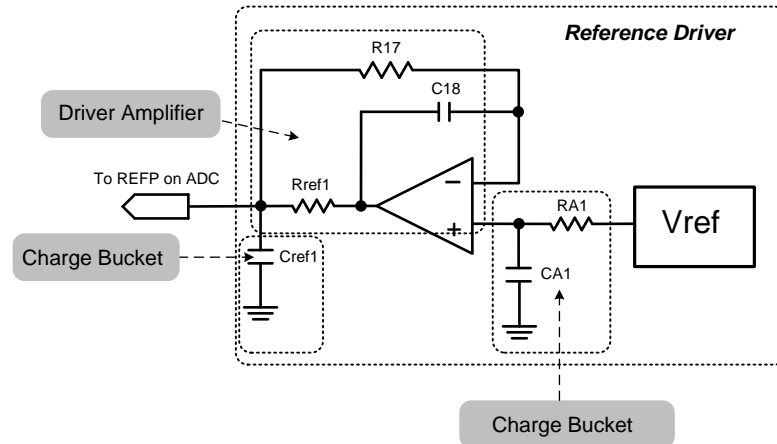 Reference Driver
R17
C18
Driver Amplifier
To REFP on ADC
Rref1
−
+
RA1
Vref
Charge Bucket
Cref1
CA1
Charge Bucket